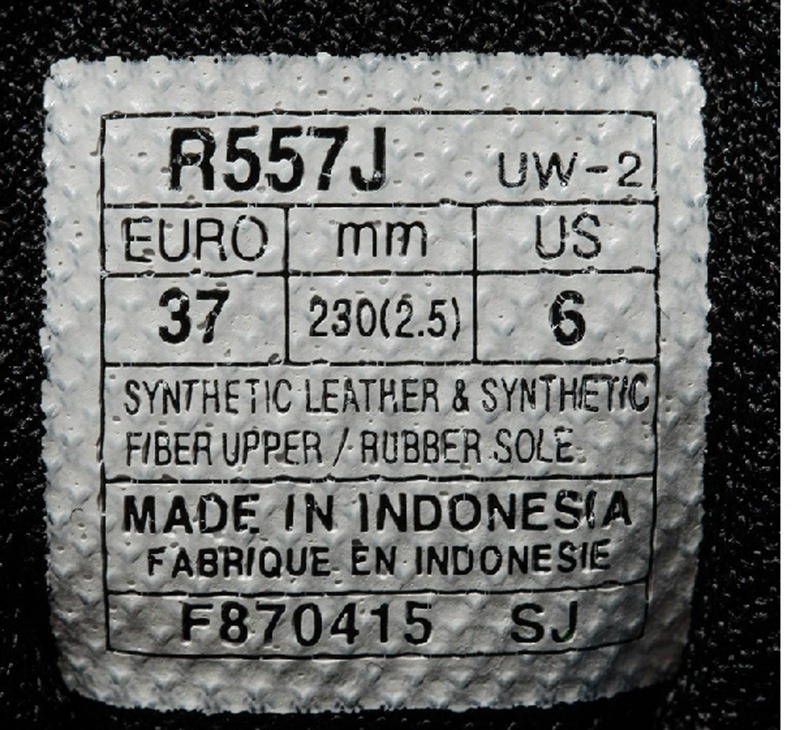 R557J UW-2
EURO mm US
37 230(2.5) 6
SYNTHETIC LEATHER & SYNTHETIC
FIBER UPPER / RUBBER SOLE
MADE IN INDONESIA
FABRIQUE EN INDONESIE
F870415 SJ